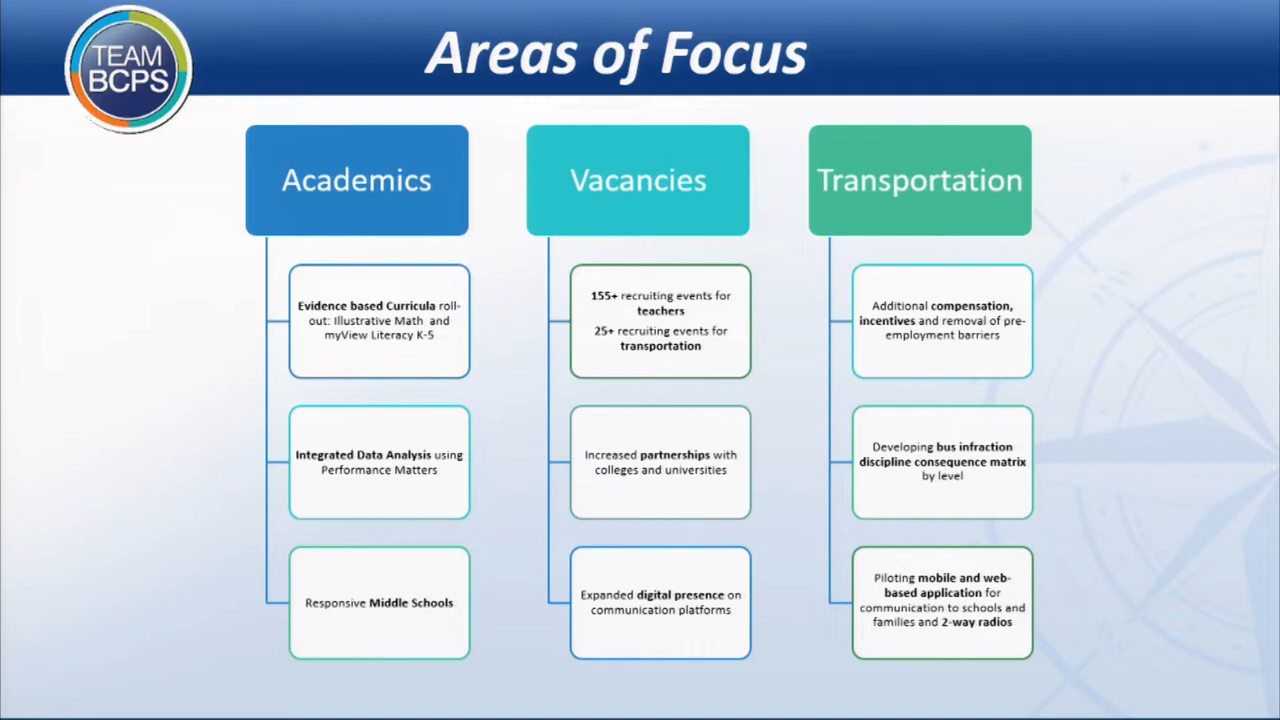 TEAM
BCPS
Areas of Focus
Academics
Evidence based Curricula roll-
out: Illustrative Math and
myView Literacy K-5
Integrated Data Analysis using
Performance Matters
Responsive Middle Schools
Vacancies
155+ recruiting events for
teachers
25+ recruiting events for
transportation
Increased partnerships with
colleges and universities
Expanded digital presence on
communication platforms
Transportation
Additional compensation,
incentives and removal of pre-
employment barriers
Developing bus infraction
discipline consequence matrix
by level
Piloting mobile and web-
based application for
communication to schools and
families and 2-way radios